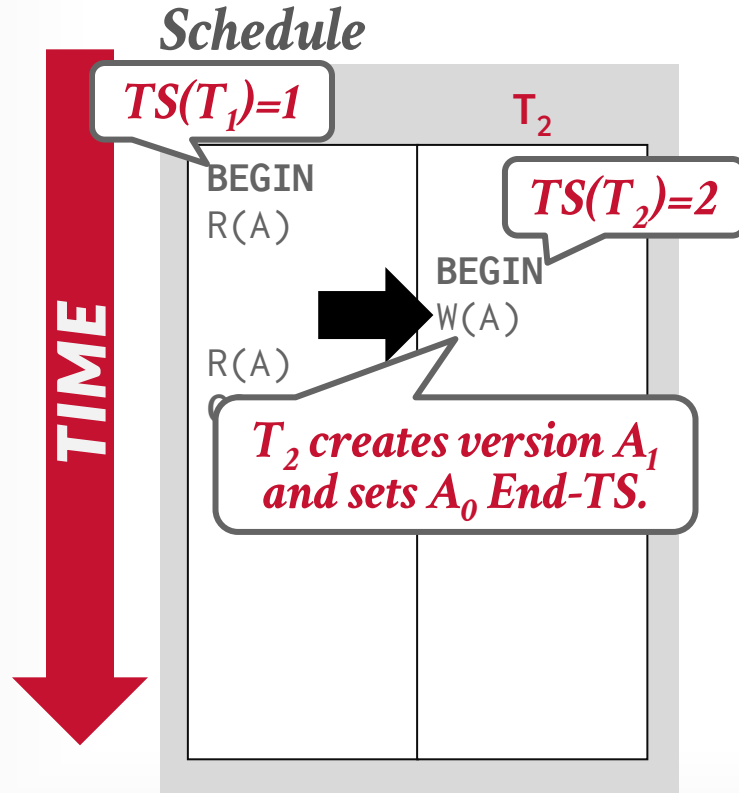 Schedule
TS(T1)=1
T2
BEGIN
TS(T2)=2
R(A)
BEGIN
W(A)
R(A)
T2 creates version A1
and sets A0 End-TS.
TIME